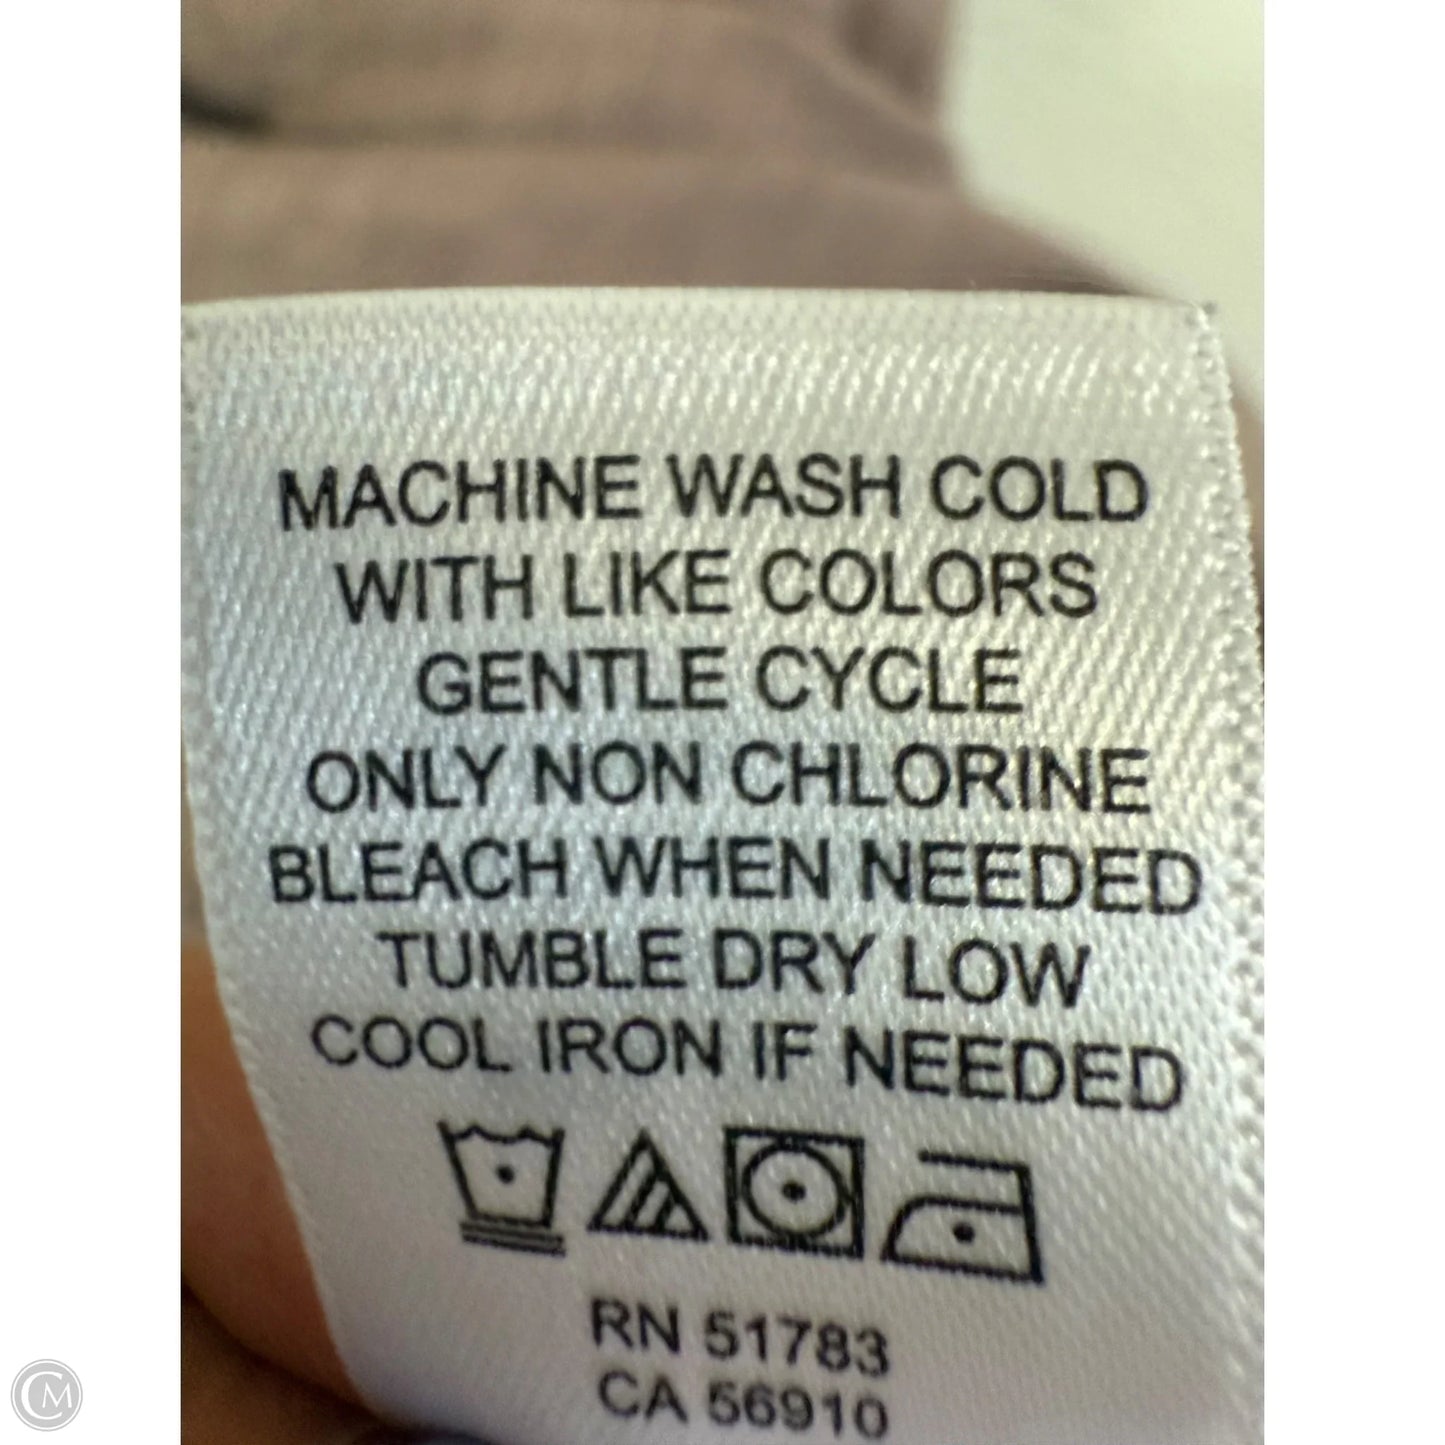 MACHINE WASH COLD
WITH LIKE COLORS
GENTLE CYCLE
ONLY NON CHLORINE
BLEACH WHEN NEEDED
TUMBLE DRY LOW
COOL IRON IF NEEDED
RN 51783
CA 56910
CM